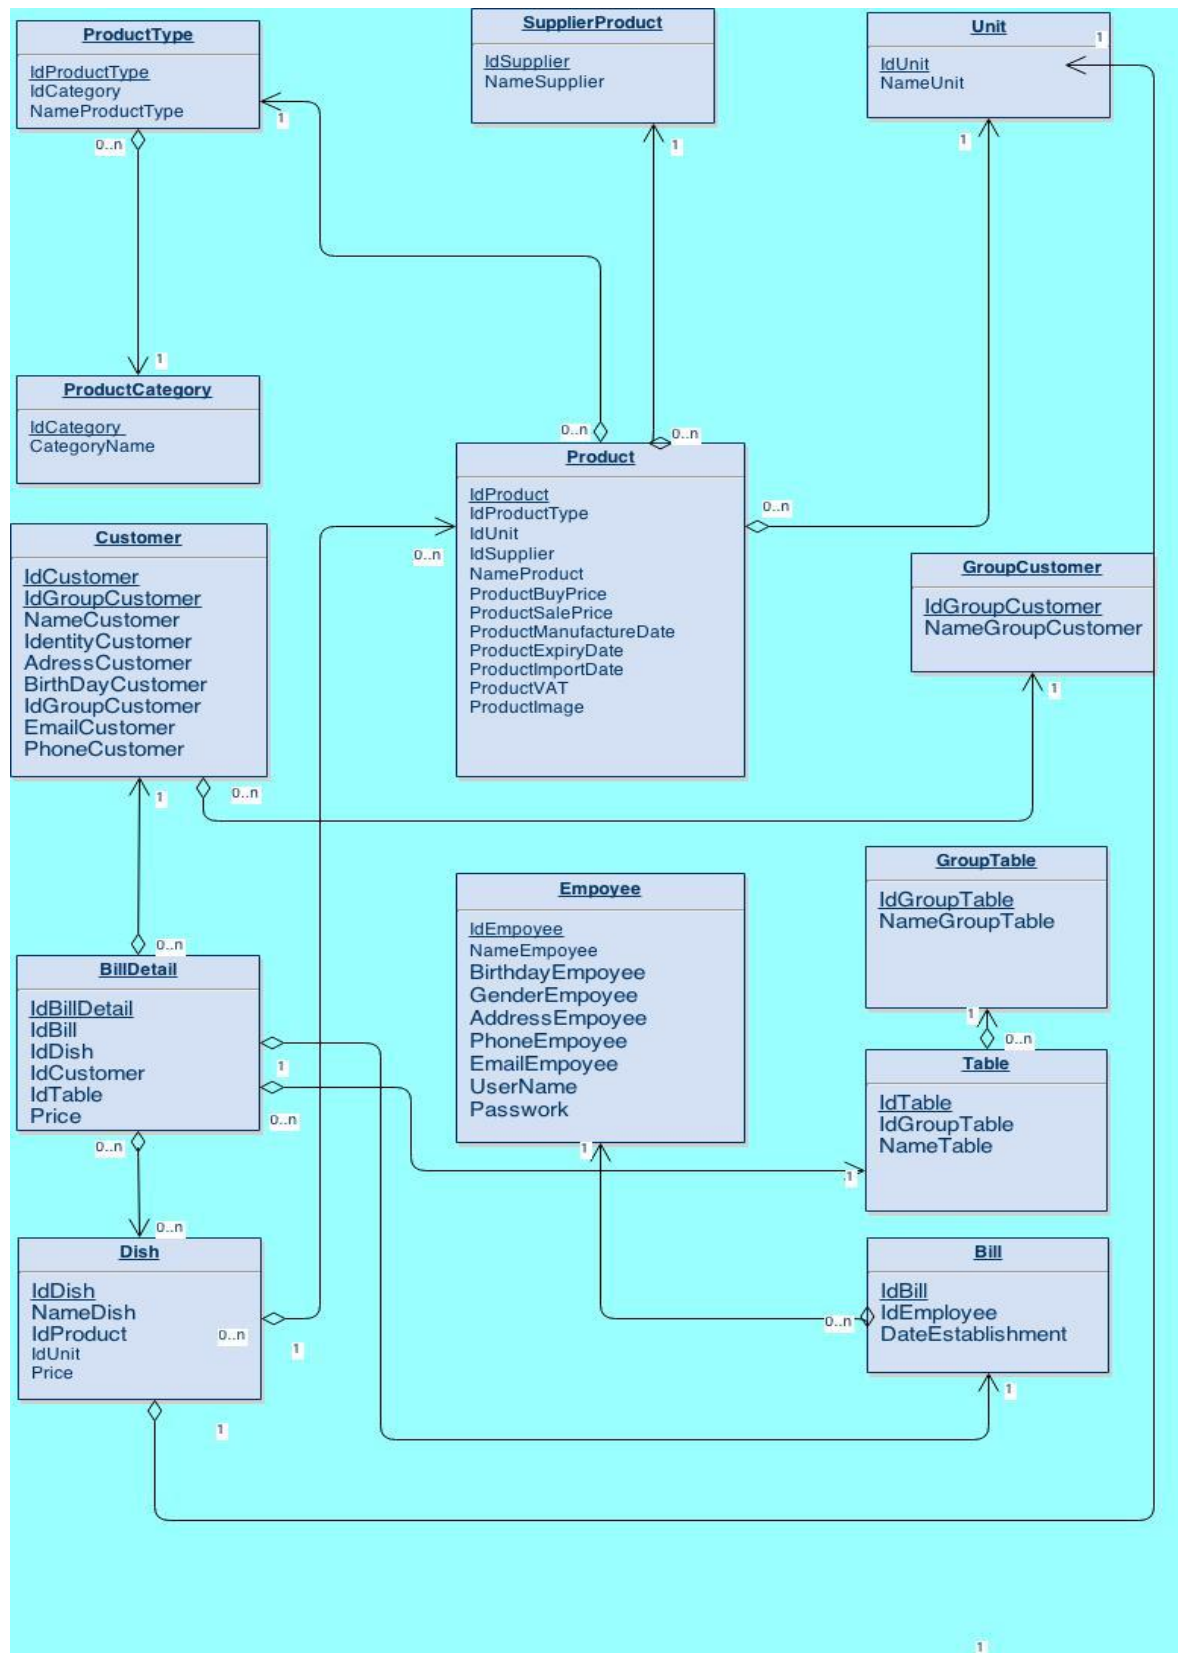 ProductType
IdProductType
IdCategory
NameProductType
0..n
1
SupplierProduct
IdSupplier
NameSupplier
1
Unit
1
IdUnit
NameUnit
1
1
ProductCategory
IdCategory
CategoryName
0..n
0..n
Product
IdProduct
IdProductType
IdUnit
IdSupplier
NameProduct
ProductBuyPrice
ProductSalePrice
ProductManufactureDate
ProductExpiryDate
ProductImportDate
ProductVAT
ProductImage
0..n
0..n
Customer
IdCustomer
IdGroupCustomer
NameCustomer
IdentityCustomer
AdressCustomer
BirthDayCustomer
IdGroupCustomer
EmailCustomer
PhoneCustomer
1
0..n
GroupCustomer
IdGroupCustomer
NameGroupCustomer
1
GroupTable
IdGroupTable
NameGroupTable
1
0..n
Empoyee
IdEmpoyee
NameEmpoyee
BirthdayEmpoyee
GenderEmpoyee
AddressEmpoyee
PhoneEmpoyee
EmailEmpoyee
UserName
Passwork
1
0..n
BillDetail
IdBillDetail
IdBill
IdDish
IdCustomer
IdTable
Price
1
0..n
0..n
0..n
Table
IdTable
IdGroupTable
NameTable
1
Dish
IdDish
NameDish
IdProduct
IdUnit
Price
0..n
1
1
Bill
IdBill
IdEmployee
DateEstablishment
0..n
1
1